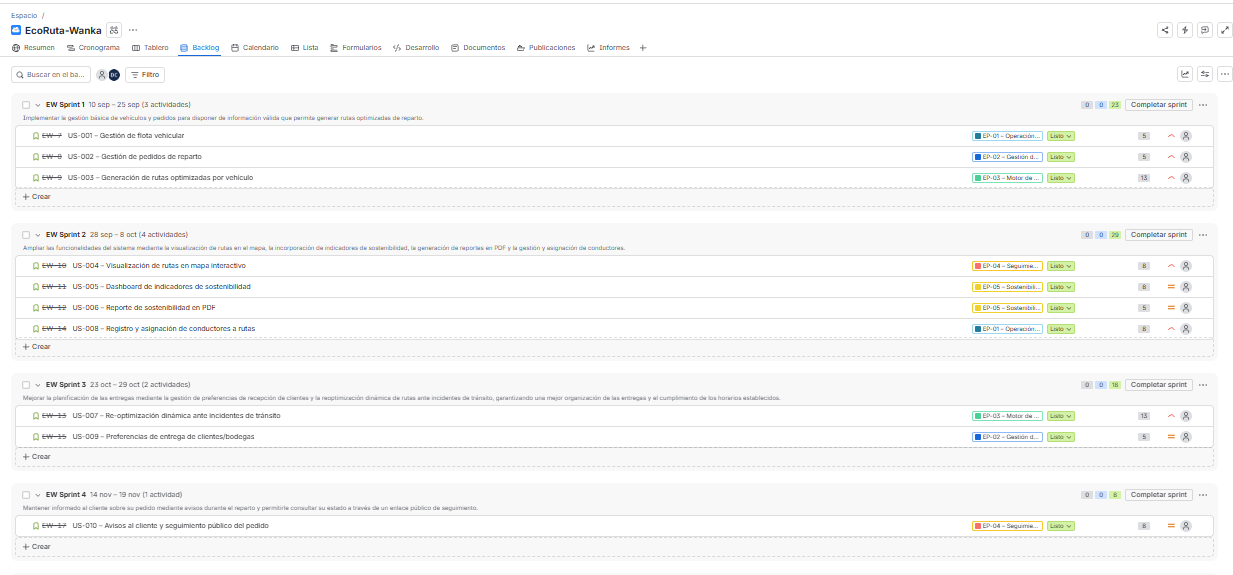 Espacio /
EcoRuta-Wanka
Resumen Cronograma Tablero Backlog Calendario Lista Formularios Desarrollo Documentos Publicaciones Informes
Buscar en el ba... DC Filtro
EW Sprint 1 10 sep – 25 sep (3 actividades) 0 0 23 Completar sprint
Implementar la gestión básica de vehículos y pedidos para disponer de información válida que permita generar rutas optimizadas de reparto.
EW-7 US-001 – Gestión de flota vehicular EP-01 – Operación... Listo 5
EW-8 US-002 – Gestión de pedidos de reparto EP-02 – Gestión d... Listo 5
EW-9 US-003 – Generación de rutas optimizadas por vehículo EP-03 – Motor de ... Listo 13
+ Crear
EW Sprint 2 28 sep – 8 oct (4 actividades) 0 0 29 Completar sprint
Ampliar las funcionalidades del sistema mediante la visualización de rutas en el mapa, la incorporación de indicadores de sostenibilidad, la generación de reportes en PDF y la gestión y asignación de conductores.
EW-10 US-004 – Visualización de rutas en mapa interactivo EP-04 – Seguimie... Listo 8
EW-11 US-005 – Dashboard de indicadores de sostenibilidad EP-05 – Sostenibili... Listo 8
EW-12 US-006 – Reporte de sostenibilidad en PDF EP-05 – Sostenibili... Listo 5
EW-14 US-008 – Registro y asignación de conductores a rutas EP-01 – Operación... Listo 8
+ Crear
EW Sprint 3 23 oct – 29 oct (2 actividades) 0 0 18 Completar sprint
Mejorar la planificación de las entregas mediante la gestión de preferencias de recepción de clientes y la reoptimización dinámica de rutas ante incidentes de tránsito, garantizando una mejor organización de las entregas y el cumplimiento de los horarios establecidos.
EW-13 US-007 – Re-optimización dinámica ante incidentes de tránsito EP-03 – Motor de ... Listo 13
EW-15 US-009 – Preferencias de entrega de clientes/bodegas EP-02 – Gestión d... Listo 5
+ Crear
EW Sprint 4 14 nov – 19 nov (1 actividad) 0 0 8 Completar sprint
Mantener informado al cliente sobre su pedido mediante avisos durante el reparto y permitirle consultar su estado a través de un enlace público de seguimiento.
EW-17 US-010 – Avisos al cliente y seguimiento público del pedido EP-04 – Seguimie... Listo 8
+ Crear